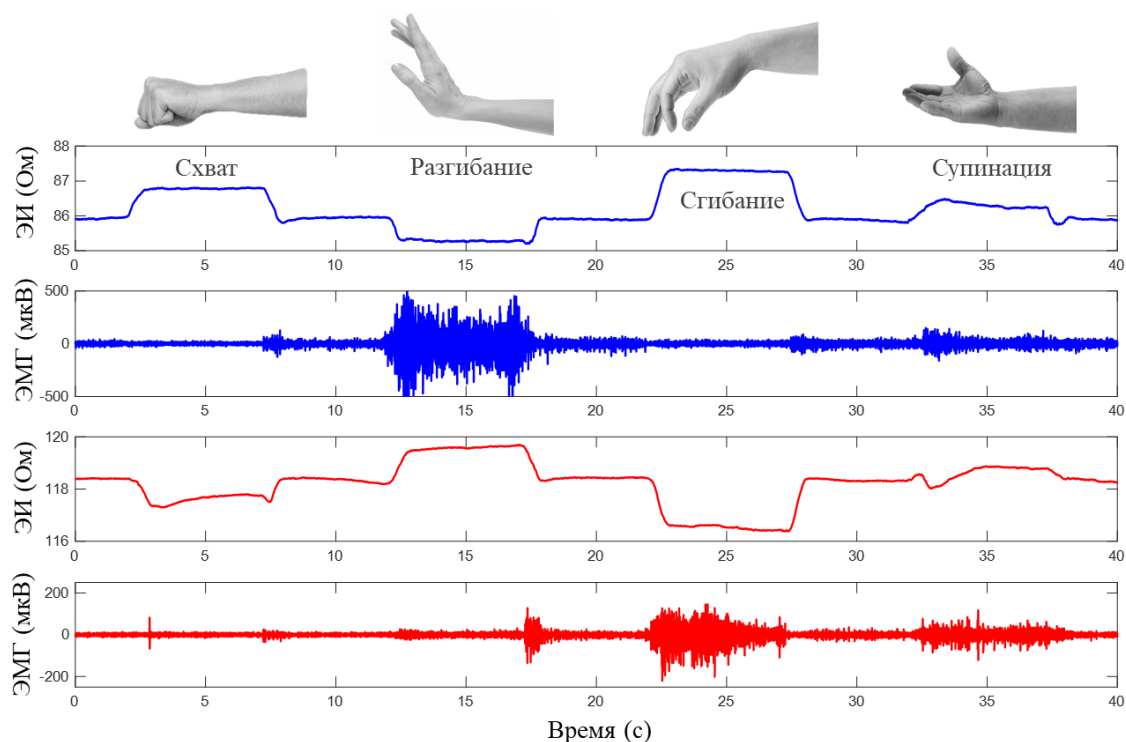 88
87
86
85
ЭИ (Ом)
Схват
Разгибание
Сгибание
Супинация
0 5 10 15 20 25 30 35 40
500
0
-500
ЭМГ (мкВ)
0 5 10 15 20 25 30 35 40
120
118
116
ЭИ (Ом)
0 5 10 15 20 25 30 35 40
200
0
-200
ЭМГ (мкВ)
0 5 10 15 20 25 30 35 40
Время (с)